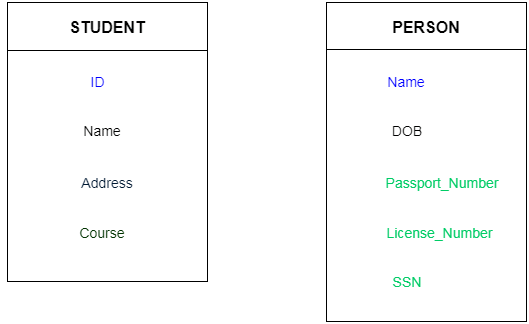 STUDENT
ID
Name
Address
Course
PERSON
Name
DOB
Passport_Number
License_Number
SSN